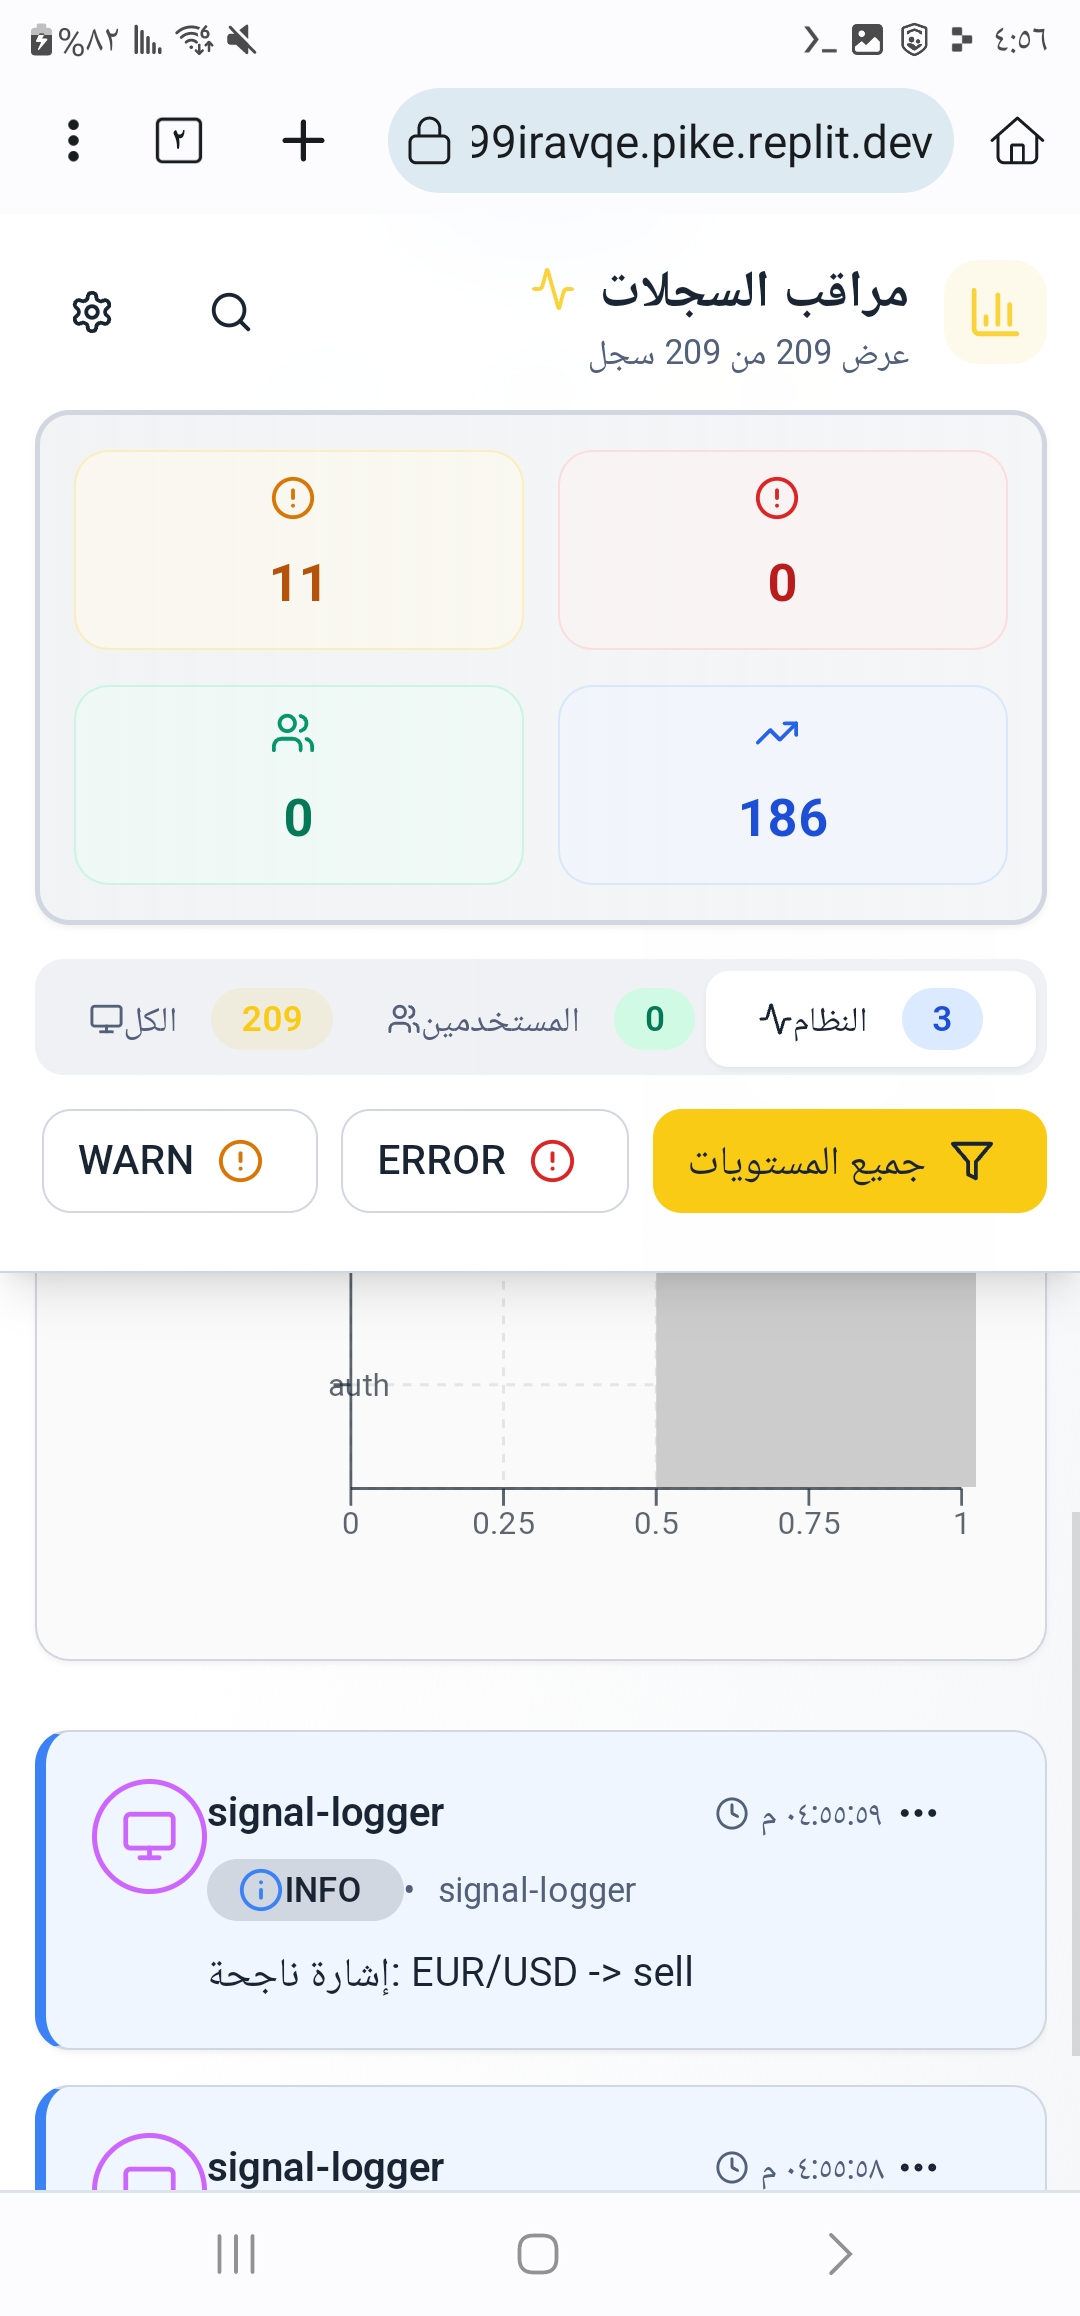 ٤:٥٦
%٨٢
6
٢
99iravqe.pike.replit.dev
مراقب السجلات
عرض 209 من 209 سجل
0
11
186
0
3 النظام
0 المستخدمين
209 الكل
جميع المستويات
ERROR
WARN
auth
0 0.25 0.5 0.75 1
signal-logger
٠٤:٥٥:٥٩ م
INFO • signal-logger
إشارة ناجحة: EUR/USD -> sell
signal-logger
٠٤:٥٥:٥٨ م